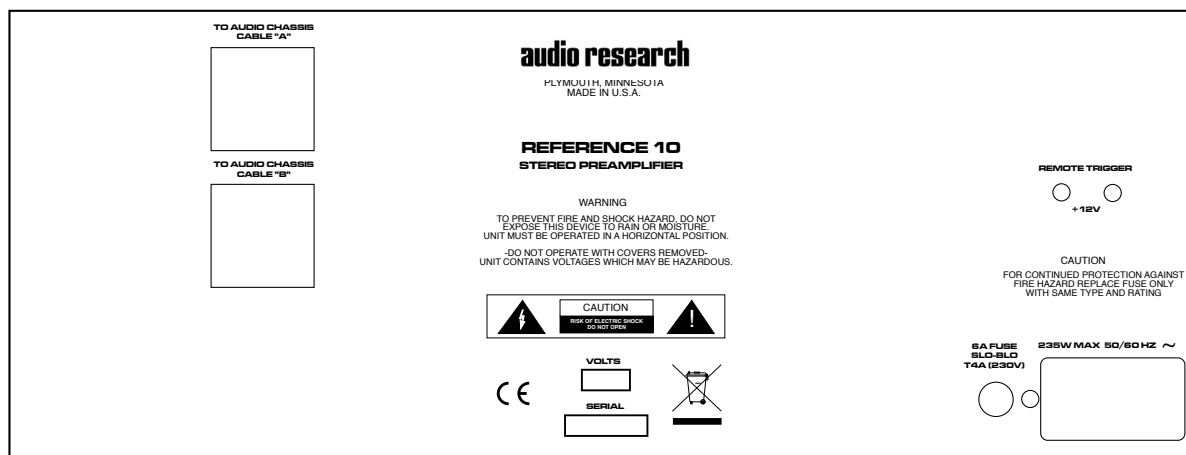 TO AUDIO CHASSIS
CABLE "A"
TO AUDIO CHASSIS
CABLE "B"
audio research
PLYMOUTH, MINNESOTA
MADE IN U.S.A.
REFERENCE 10
STEREO PREAMPLIFIER
WARNING
TO PREVENT FIRE AND SHOCK HAZARD, DO NOT
EXPOSE THIS DEVICE TO RAIN OR MOISTURE.
UNIT MUST BE OPERATED IN A HORIZONTAL POSITION.
-DO NOT OPERATE WITH COVERS REMOVED-
UNIT CONTAINS VOLTAGES WHICH MAY BE HAZARDOUS.
CAUTION
RISK OF ELECTRIC SHOCK
DO NOT OPEN
!
VOLTS
CE
SERIAL
REMOTE TRIGGER
+12V
CAUTION
FOR CONTINUED PROTECTION AGAINST
FIRE HAZARD REPLACE FUSE ONLY
WITH SAME TYPE AND RATING
6A FUSE
SLO-BLO
T4A (230V)
235W MAX 50/60 HZ ~